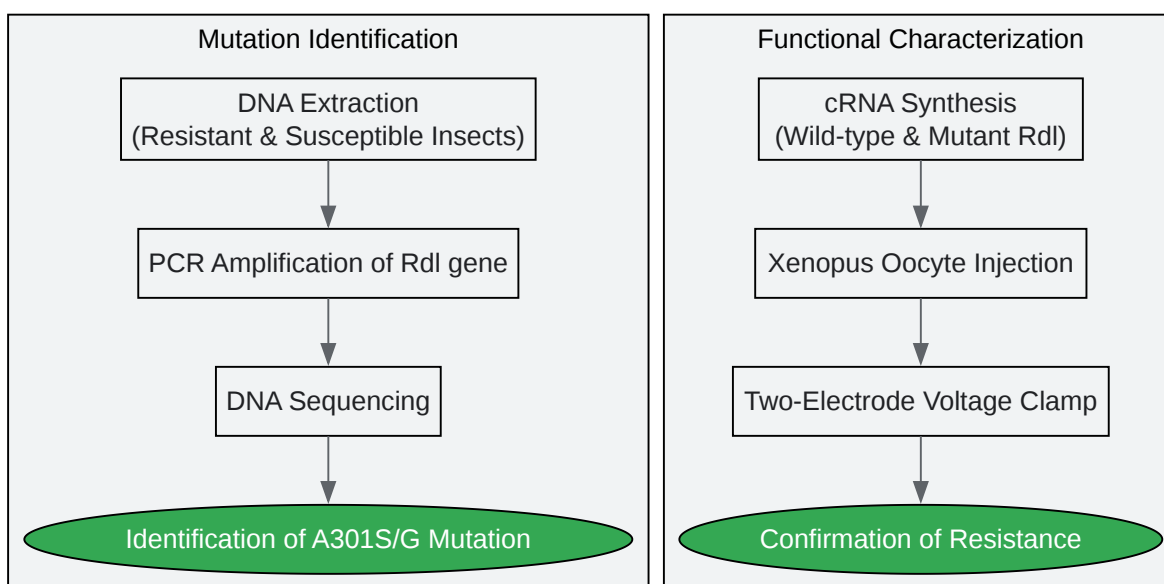 Mutation Identification
DNA Extraction
(Resistant & Susceptible Insects)
PCR Amplification of Rdl gene
DNA Sequencing
Identification of A301S/G Mutation
Functional Characterization
cRNA Synthesis
(Wild-type & Mutant Rdl)
Xenopus Oocyte Injection
Two-Electrode Voltage Clamp
Confirmation of Resistance